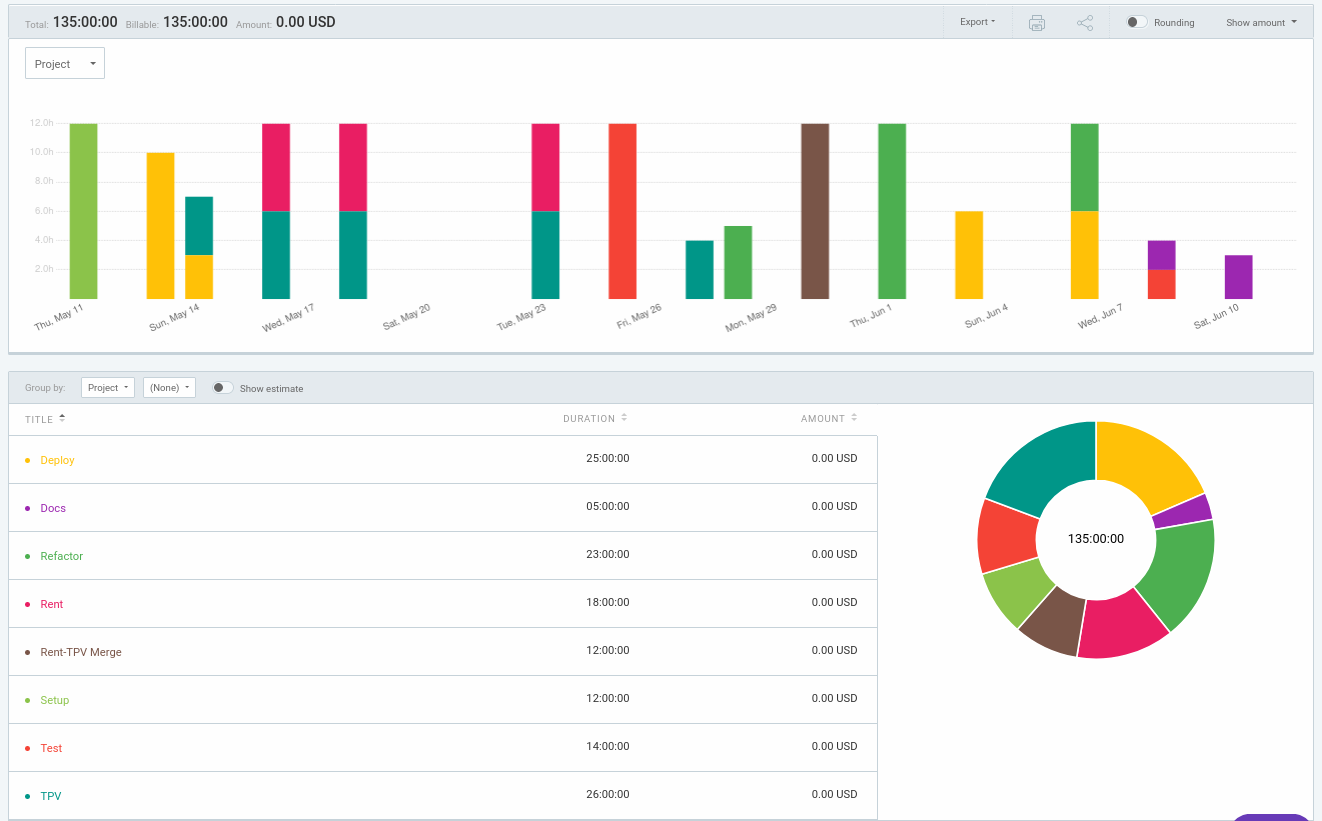 Total: 135:00:00 Billable: 135:00:00 Amount: 0.00 USD Export Rounding Show amount
Project
12.0h
10.0h
8.0h
6.0h
4.0h
2.0h
Thu, May 11 Sun, May 14 Wed, May 17 Sat, May 20 Tue, May 23 Fri, May 26 Mon, May 29 Thu, Jun 1 Sun, Jun 4 Wed, Jun 7 Sat, Jun 10
Group by: Project (None) Show estimate
TITLE DURATION AMOUNT
Deploy 25:00:00 0.00 USD
Docs 05:00:00 0.00 USD
Refactor 23:00:00 0.00 USD
Rent 18:00:00 0.00 USD
Rent-TPV Merge 12:00:00 0.00 USD
Setup 12:00:00 0.00 USD
Test 14:00:00 0.00 USD
TPV 26:00:00 0.00 USD
135:00:00